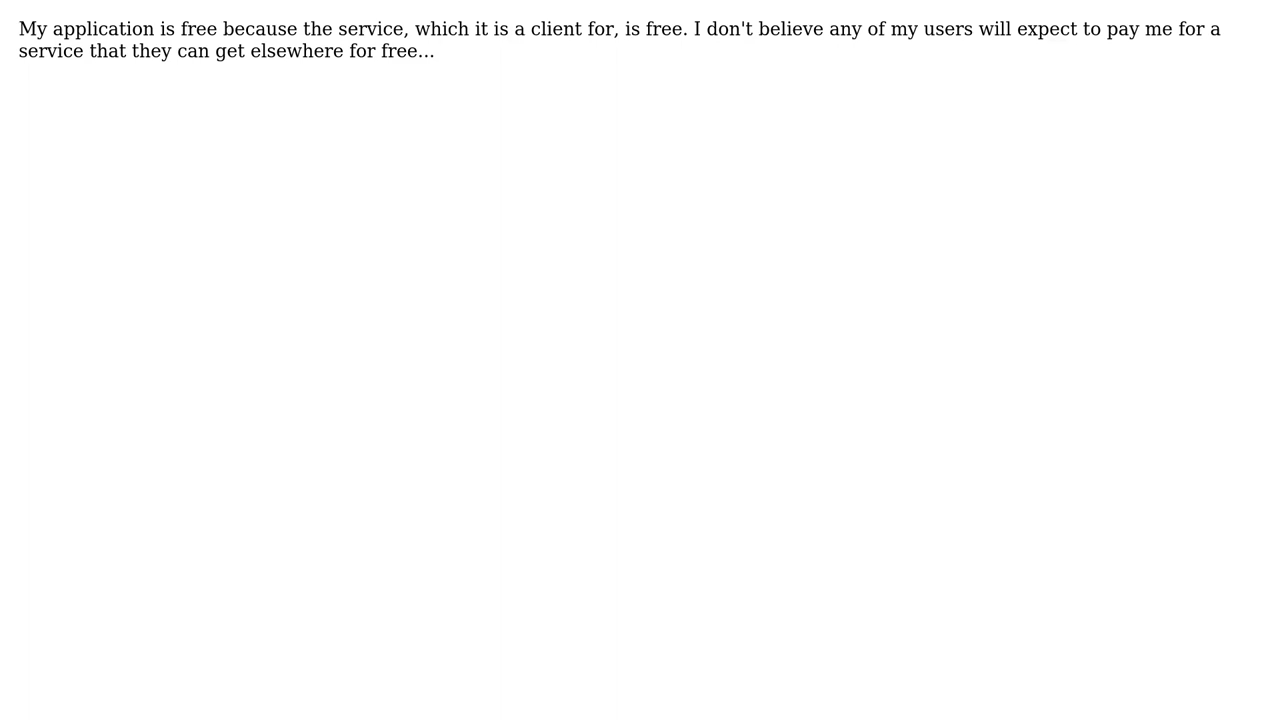 My application is free because the service, which it is a client for, is free. I don't believe any of my users will expect to pay me for a
service that they can get elsewhere for free...